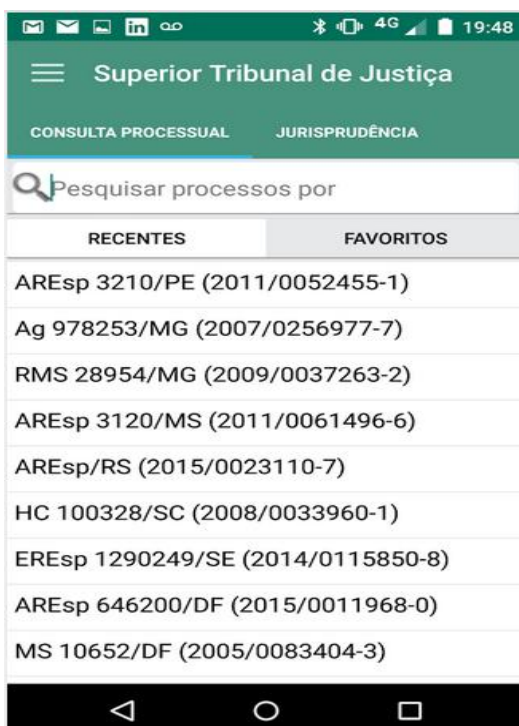 in 4G 19:48
Superior Tribunal de Justiça
CONSULTA PROCESSUAL JURISPRUDÊNCIA
Pesquisar processos por
RECENTES FAVORITOS
AREsp 3210/PE (2011/0052455-1)
Ag 978253/MG (2007/0256977-7)
RMS 28954/MG (2009/0037263-2)
AREsp 3120/MS (2011/0061496-6)
AREsp/RS (2015/0023110-7)
HC 100328/SC (2008/0033960-1)
EREsp 1290249/SE (2014/0115850-8)
AREsp 646200/DF (2015/0011968-0)
MS 10652/DF (2005/0083404-3)